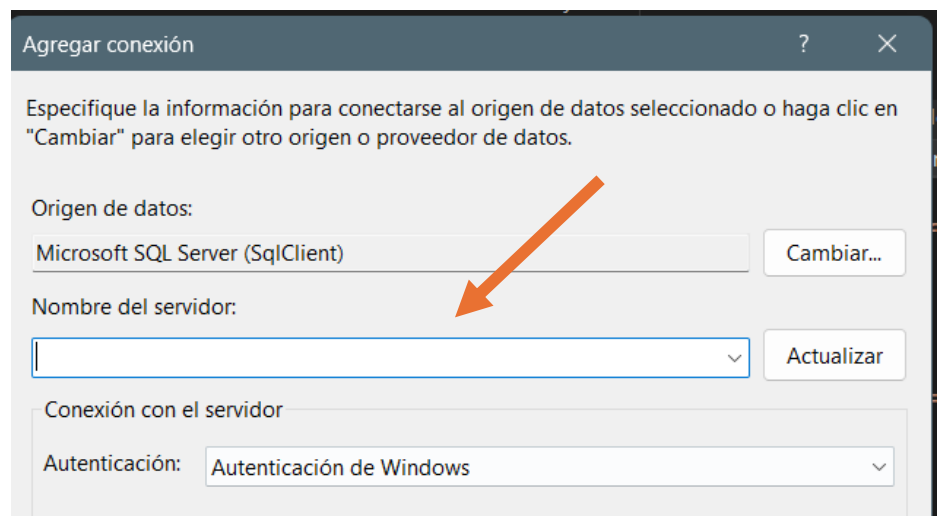 Agregar conexión ?
Especifique la información para conectarse al origen de datos seleccionado o haga clic en
"Cambiar" para elegir otro origen o proveedor de datos.
Origen de datos:
Microsoft SQL Server (SqlClient) Cambiar...
Nombre del servidor:
Actualizar
Conexión con el servidor
Autenticación: Autenticación de Windows